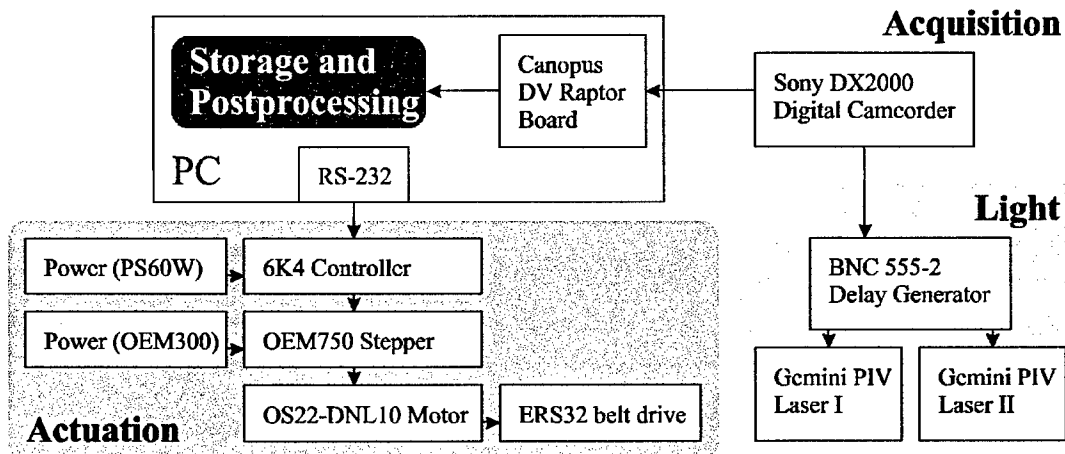 Acquisition
Storage and
Postprocessing
Canopus
DV Raptor
Board
Sony DX2000
Digital Camcorder
PC
RS-232
Light
Power (PS60W)
6K4 Controller
BNC 555-2
Delay Generator
Power (OEM300)
OEM750 Stepper
Gemini PIV
Laser I
Gemini PIV
Laser II
OS22-DNL10 Motor
ERS32 belt drive
Actuation